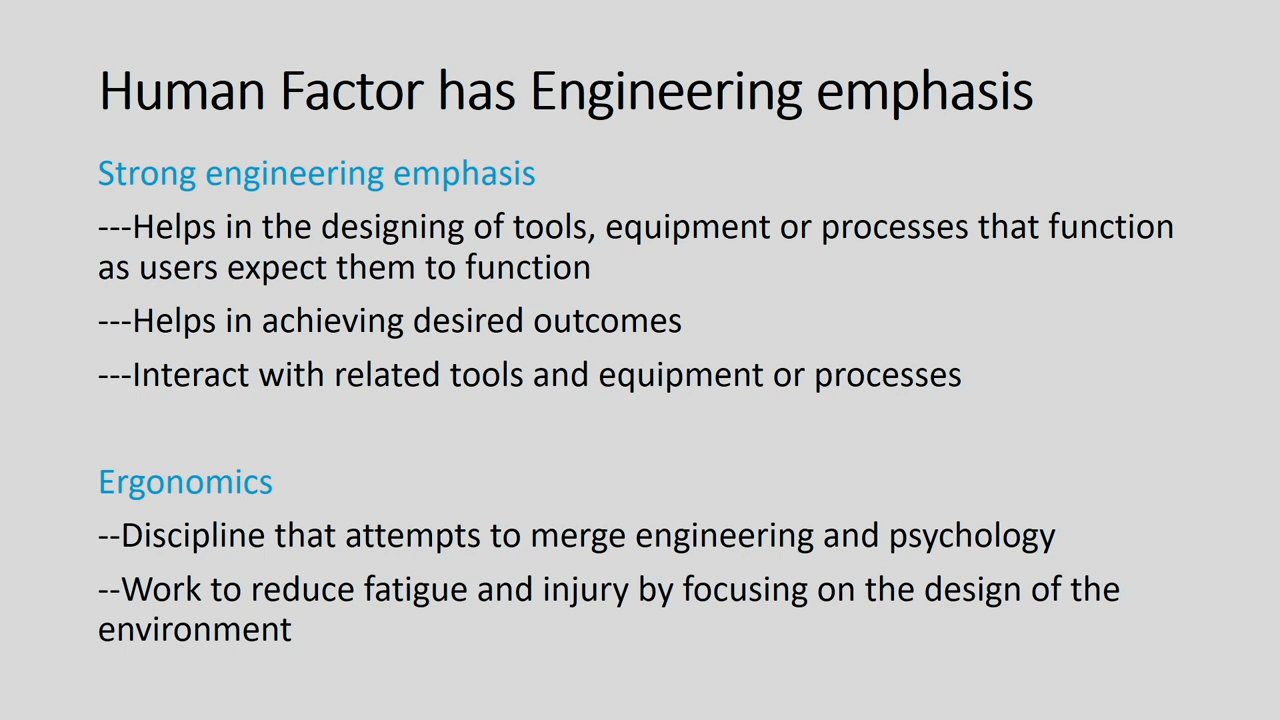 Human Factor has Engineering emphasis
Strong engineering emphasis
---Helps in the designing of tools, equipment or processes that function
as users expect them to function
---Helps in achieving desired outcomes
---Interact with related tools and equipment or processes
Ergonomics
--Discipline that attempts to merge engineering and psychology
--Work to reduce fatigue and injury by focusing on the design of the
environment